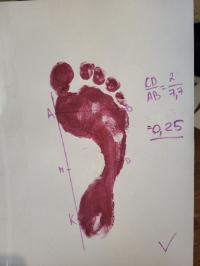 CD/AB = 2/7,7
=0,25
A
B
D
K